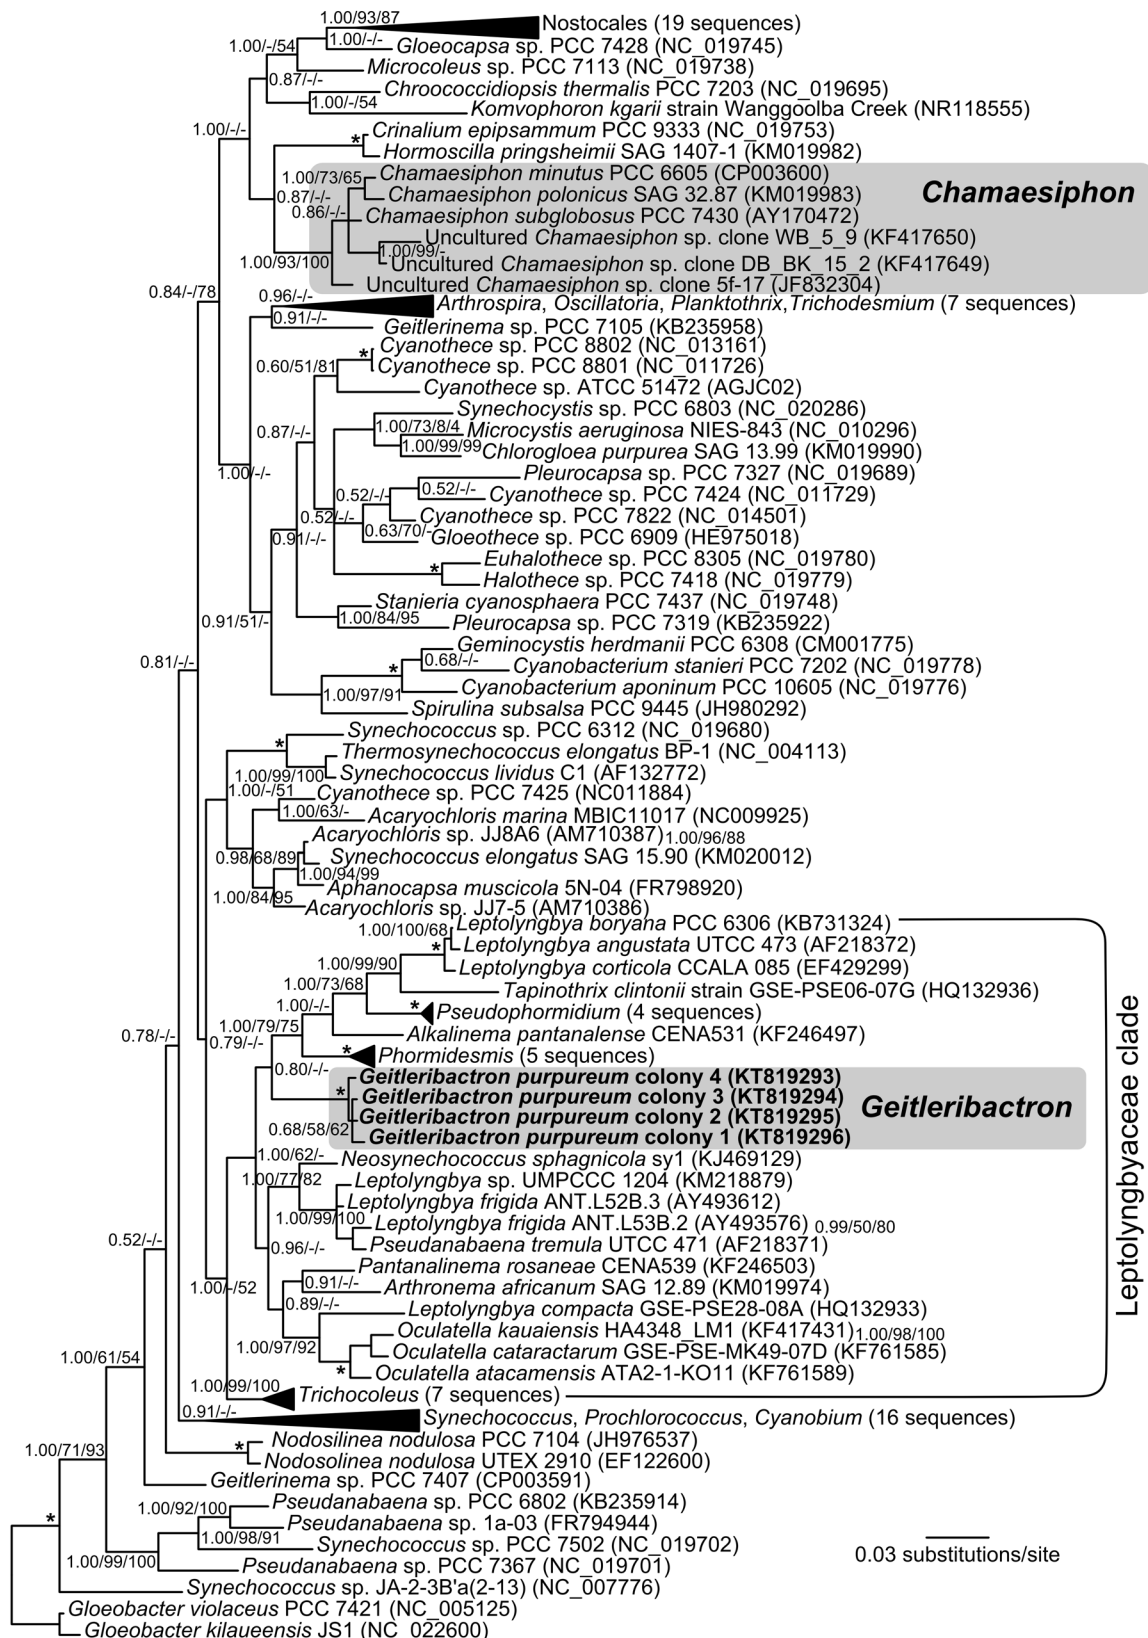 1.00/93/87
Nostocales (19 sequences)
1.00/-/-
1.00/-/54
Gloeocapsa sp. PCC 7428 (NC_019745)
Microcoleus sp. PCC 7113 (NC_019738)
0.87/-/-
Chroococcidiopsis thermalis PCC 7203 (NC_019695)
1.00/-/54
Komvophoron kgarii strain Wanggoolba Creek (NR118555)
1.00/-/-
Crinalium epipsammum PCC 9333 (NC_019753)
*
Hormoscilla pringsheimii SAG 1407-1 (KM019982)
Chamaesiphon minutus PCC 6605 (CP003600)
1.00/73/65
Chamaesiphon
0.87/-/-
Chamaesiphon polonicus SAG 32.87 (KM019983)
0.86/-/-
Chamaesiphon subglobosus PCC 7430 (AY170472)
Uncultured Chamaesiphon sp. clone WB_5_9 (KF417650)
1.00/99/-
1.00/93/100
Uncultured Chamaesiphon sp. clone DB_BK_15_2 (KF417649)
Uncultured Chamaesiphon sp. clone 5f-17 (JF832304)
0.84/-/78
0.96/-/-
Arthrospira, Oscillatoria, Planktothrix,Trichodesmium (7 sequences)
0.91/-/-
Geitlerinema sp. PCC 7105 (KB235958)
Cyanothece sp. PCC 8802 (NC_013161)
*
0.60/51/81
Cyanothece sp. PCC 8801 (NC_011726)
Cyanothece sp. ATCC 51472 (AGJC02)
Synechocystis sp. PCC 6803 (NC_020286)
0.87/-/-
1.00/73/8/4
Microcystis aeruginosa NIES-843 (NC_010296)
1.00/99/99
Chlorogloea purpurea SAG 13.99 (KM019990)
1.00/-/-
Pleurocapsa sp. PCC 7327 (NC_019689)
0.52/-/-
0.52/-/-
Cyanothece sp. PCC 7424 (NC_011729)
0.52/-/-
Cyanothece sp. PCC 7822 (NC_014501)
0.63/70/-
0.91/-/-
Gloeothece sp. PCC 6909 (HE975018)
Euhalothece sp. PCC 8305 (NC_019780)
*
Halothece sp. PCC 7418 (NC_019779)
Stanieria cyanosphaera PCC 7437 (NC_019748)
0.91/51/-
1.00/84/95
Pleurocapsa sp. PCC 7319 (KB235922)
Geminocystis herdmanii PCC 6308 (CM001775)
0.81/-/-
0.68/-/-
*
Cyanobacterium stanieri PCC 7202 (NC_019778)
1.00/97/91
Cyanobacterium aponinum PCC 10605 (NC_019776)
Spirulina subsalsa PCC 9445 (JH980292)
Synechococcus sp. PCC 6312 (NC_019680)
*
Thermosynechococcus elongatus BP-1 (NC_004113)
1.00/99/100
Synechococcus lividus C1 (AF132772)
1.00/-/51
Cyanothece sp. PCC 7425 (NC011884)
1.00/63/-
Acaryochloris marina MBIC11017 (NC009925)
Acaryochloris sp. JJ8A6 (AM710387)
1.00/96/88
0.98/68/89
Synechococcus elongatus SAG 15.90 (KM020012)
1.00/94/99
Aphanocapsa muscicola 5N-04 (FR798920)
1.00/84/95
Acaryochloris sp. JJ7-5 (AM710386)
Leptolyngbya boryana PCC 6306 (KB731324)
1.00/100/68
*
Leptolyngbya angustata UTCC 473 (AF218372)
1.00/99/90
Leptolyngbya corticola CCALA 085 (EF429299)
1.00/73/68
Tapinothrix clintonii strain GSE-PSE06-07G (HQ132936)
1.00/-/-
*
Pseudophormidium (4 sequences)
1.00/79/75
0.78/-/-
Alkalinema pantanalense CENA531 (KF246497)
0.79/-/-
*
Phormidesmis (5 sequences)
0.80/-/-
Geitleribactron purpureum colony 4 (KT819293)
*
Geitleribactron purpureum colony 3 (KT819294)
Geitleribactron
Geitleribactron purpureum colony 2 (KT819295)
0.68/58/62
Geitleribactron purpureum colony 1 (KT819296)
Leptolyngbyaceae clade
1.00/62/-
Neosynechococcus sphagnicola sy1 (KJ469129)
1.00/77/82
Leptolyngbya sp. UMPCCC 1204 (KM218879)
Leptolyngbya frigida ANT.L52B.3 (AY493612)
1.00/99/100
Leptolyngbya frigida ANT.L53B.2 (AY493576)
0.99/50/80
0.52/-/-
0.96/-/-
Pseudanabaena tremula UTCC 471 (AF218371)
Pantanalinema rosaneae CENA539 (KF246503)
0.91/-/-
1.00/-/52
Arthronema africanum SAG 12.89 (KM019974)
0.89/-/-
Leptolyngbya compacta GSE-PSE28-08A (HQ132933)
Oculatella kauaiensis HA4348_LM1 (KF417431)
1.00/98/100
1.00/97/92
1.00/61/54
Oculatella cataractarum GSE-PSE-MK49-07D (KF761585)
*
Oculatella atacamensis ATA2-1-KO11 (KF761589)
1.00/99/100
Trichocoleus (7 sequences)
0.91/-/-
Synechococcus, Prochlorococcus, Cyanobium (16 sequences)
Nodosilinea nodulosa PCC 7104 (JH976537)
*
1.00/71/93
Nodosolinea nodulosa UTEX 2910 (EF122600)
Geitlerinema sp. PCC 7407 (CP003591)
1.00/92/100
Pseudanabaena sp. PCC 6802 (KB235914)
*
Pseudanabaena sp. 1a-03 (FR794944)
1.00/98/91
Synechococcus sp. PCC 7502 (NC_019702)
0.03 substitutions/site
1.00/99/100
Pseudanabaena sp. PCC 7367 (NC_019701)
Synechococcus sp. JA-2-3B'a(2-13) (NC_007776)
Gloeobacter violaceus PCC 7421 (NC_005125)
Gloeobacter kilaueensis JS1 (NC_022600)